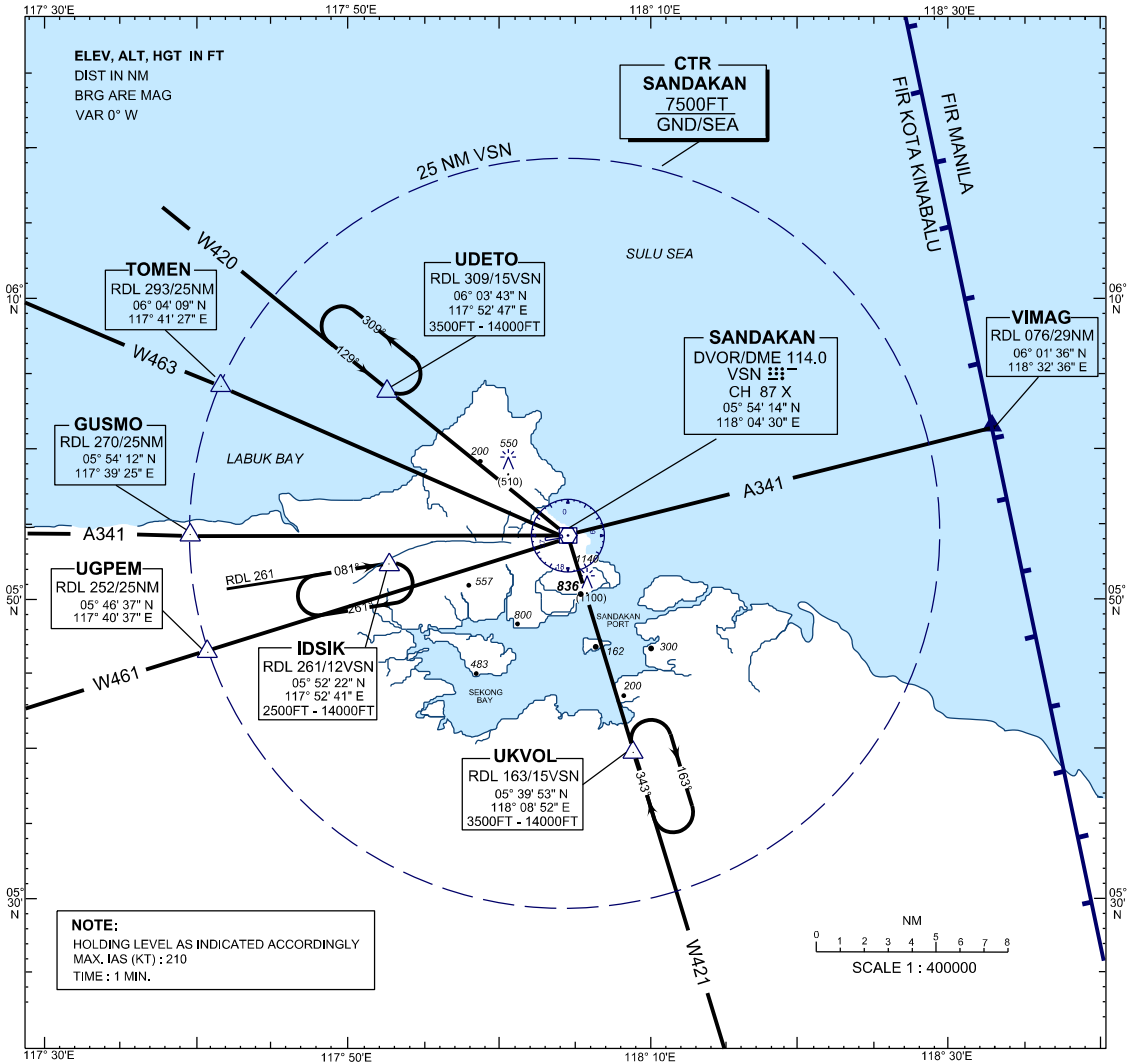 117° 30'E
117° 50'E
118° 10'E
118° 30'E
ELEV, ALT, HGT IN FT
DIST IN NM
BRG ARE MAG
VAR 0° W
CTR
SANDAKAN
7500FT
GND/SEA
FIR MANILA
FIR KOTA KINABALU
25 NM VSN
W420
SULU SEA
TOMEN
RDL 293/25NM
06° 04' 09" N
117° 41' 27" E
UDETO
RDL 309/15VSN
06° 03' 43" N
117° 52' 47" E
3500FT - 14000FT
06°
10'
N
06°
10'
N
309°
129°
W463
SANDAKAN
DVOR/DME 114.0
VSN
CH 87 X
05° 54' 14" N
118° 04' 30" E
VIMAG
RDL 076/29NM
06° 01' 36" N
118° 32' 36" E
GUSMO
RDL 270/25NM
05° 54' 12" N
117° 39' 25" E
LABUK BAY
200
550
(510)
A341
0
18
A341
UGPEM
RDL 252/25NM
05° 46' 37" N
117° 40' 37" E
RDL 261
081°
261°
557
1140
836
(1100)
05°
50'
N
05°
50'
N
800
SANDAKAN
PORT
162
300
W461
IDSIK
RDL 261/12VSN
05° 52' 22" N
117° 52' 41" E
2500FT - 14000FT
483
SEKONG
BAY
200
UKVOL
RDL 163/15VSN
05° 39' 53" N
118° 08' 52" E
3500FT - 14000FT
343°
163°
05°
30'
N
05°
30'
N
NOTE:
HOLDING LEVEL AS INDICATED ACCORDINGLY
MAX. IAS (KT) : 210
TIME : 1 MIN.
W421
NM
0 1 2 3 4 5 6 7 8
SCALE 1 : 400000
117° 30'E
117° 50'E
118° 10'E
118° 30'E